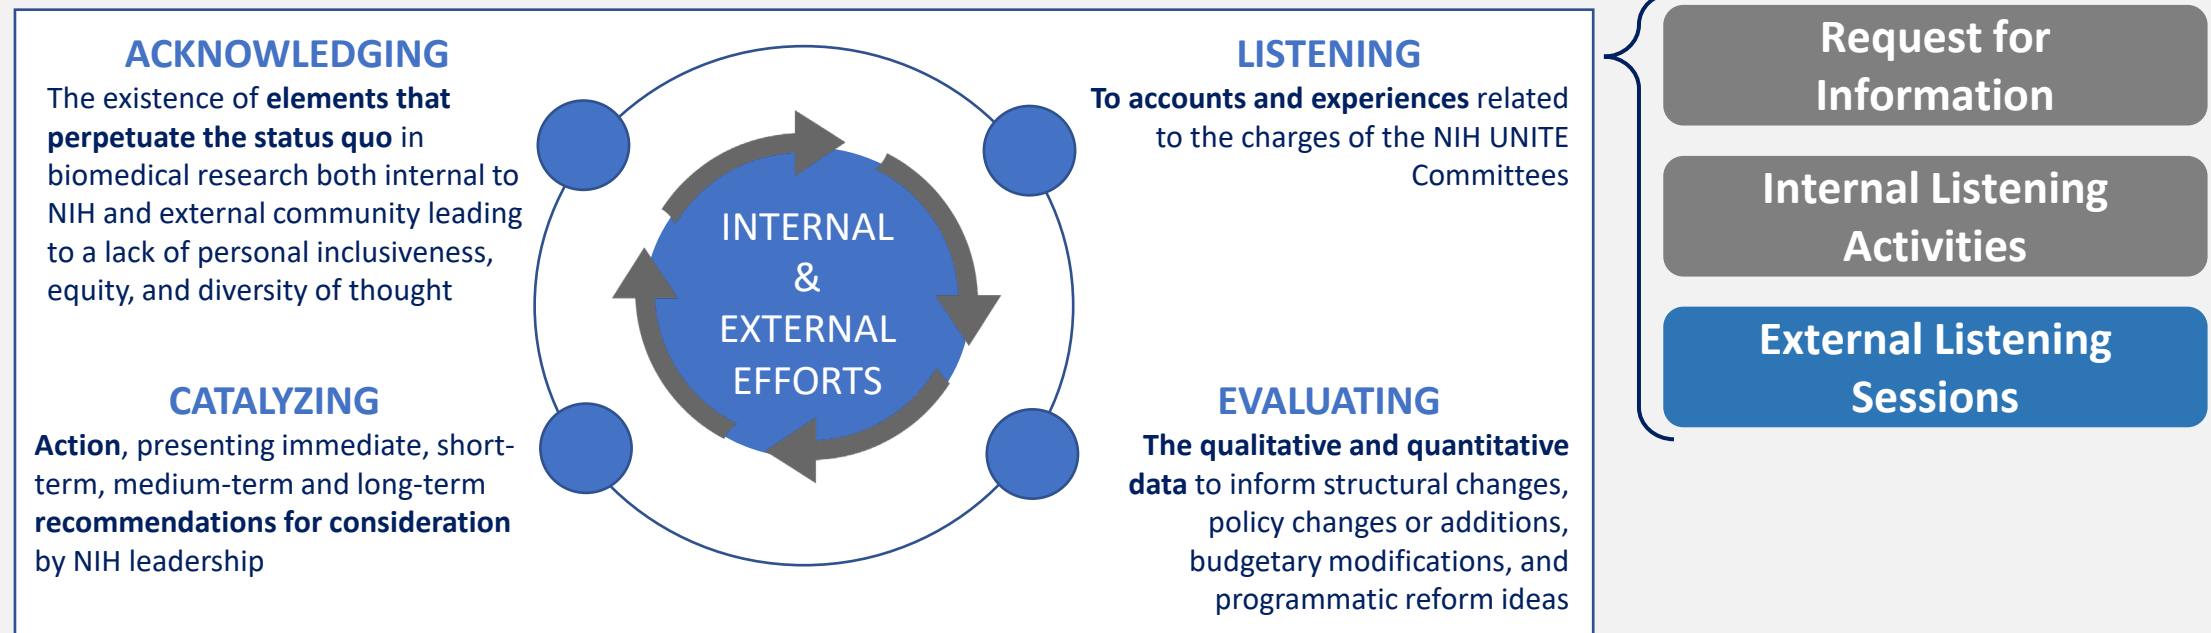 ACKNOWLEDGING
The existence of elements that
perpetuate the status quo in
biomedical research both internal to
NIH and external community leading
to a lack of personal inclusiveness,
equity, and diversity of thought
LISTENING
To accounts and experiences related
to the charges of the NIH UNITE
Committees
INTERNAL
&
EXTERNAL
EFFORTS
CATALYZING
Action, presenting immediate, short-
term, medium-term and long-term
recommendations for consideration
by NIH leadership
EVALUATING
The qualitative and quantitative
data to inform structural changes,
policy changes or additions,
budgetary modifications, and
programmatic reform ideas
Request for
Information
Internal Listening
Activities
External Listening
Sessions